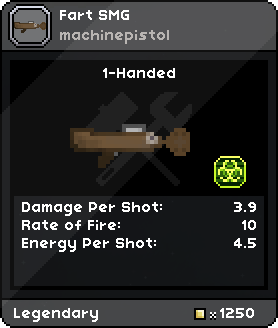 Fart SMG
machinepistol
1-Handed
Damage Per Shot: 3.9
Rate of Fire: 10
Energy Per Shot: 4.5
Legendary x1250